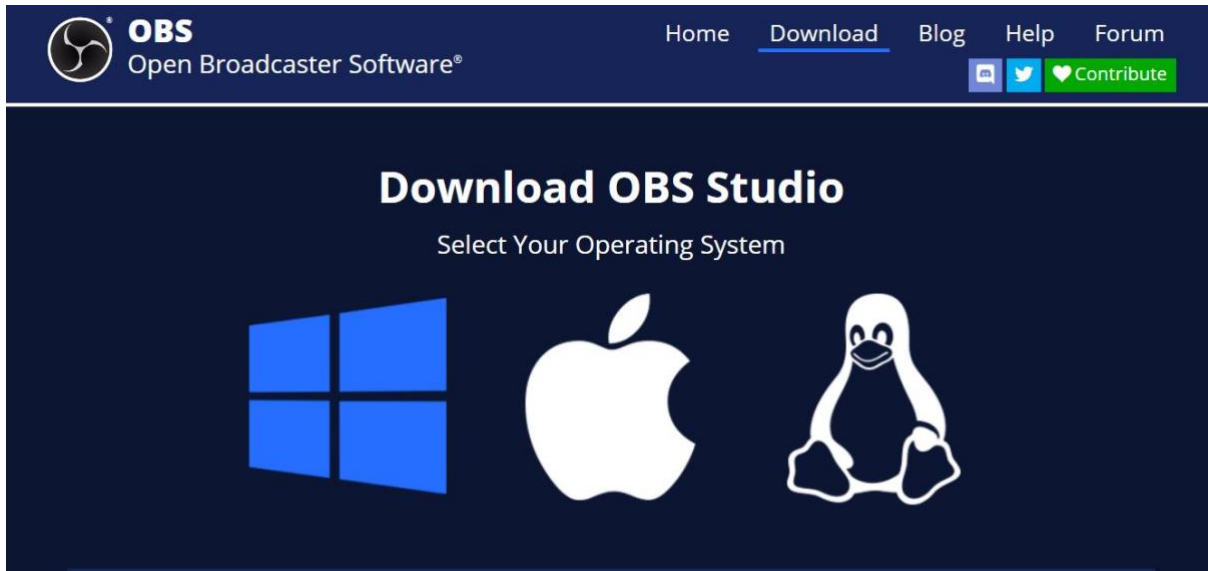 OBS
Open Broadcaster Software®
Home Download Blog Help Forum
Contribute
Download OBS Studio
Select Your Operating System